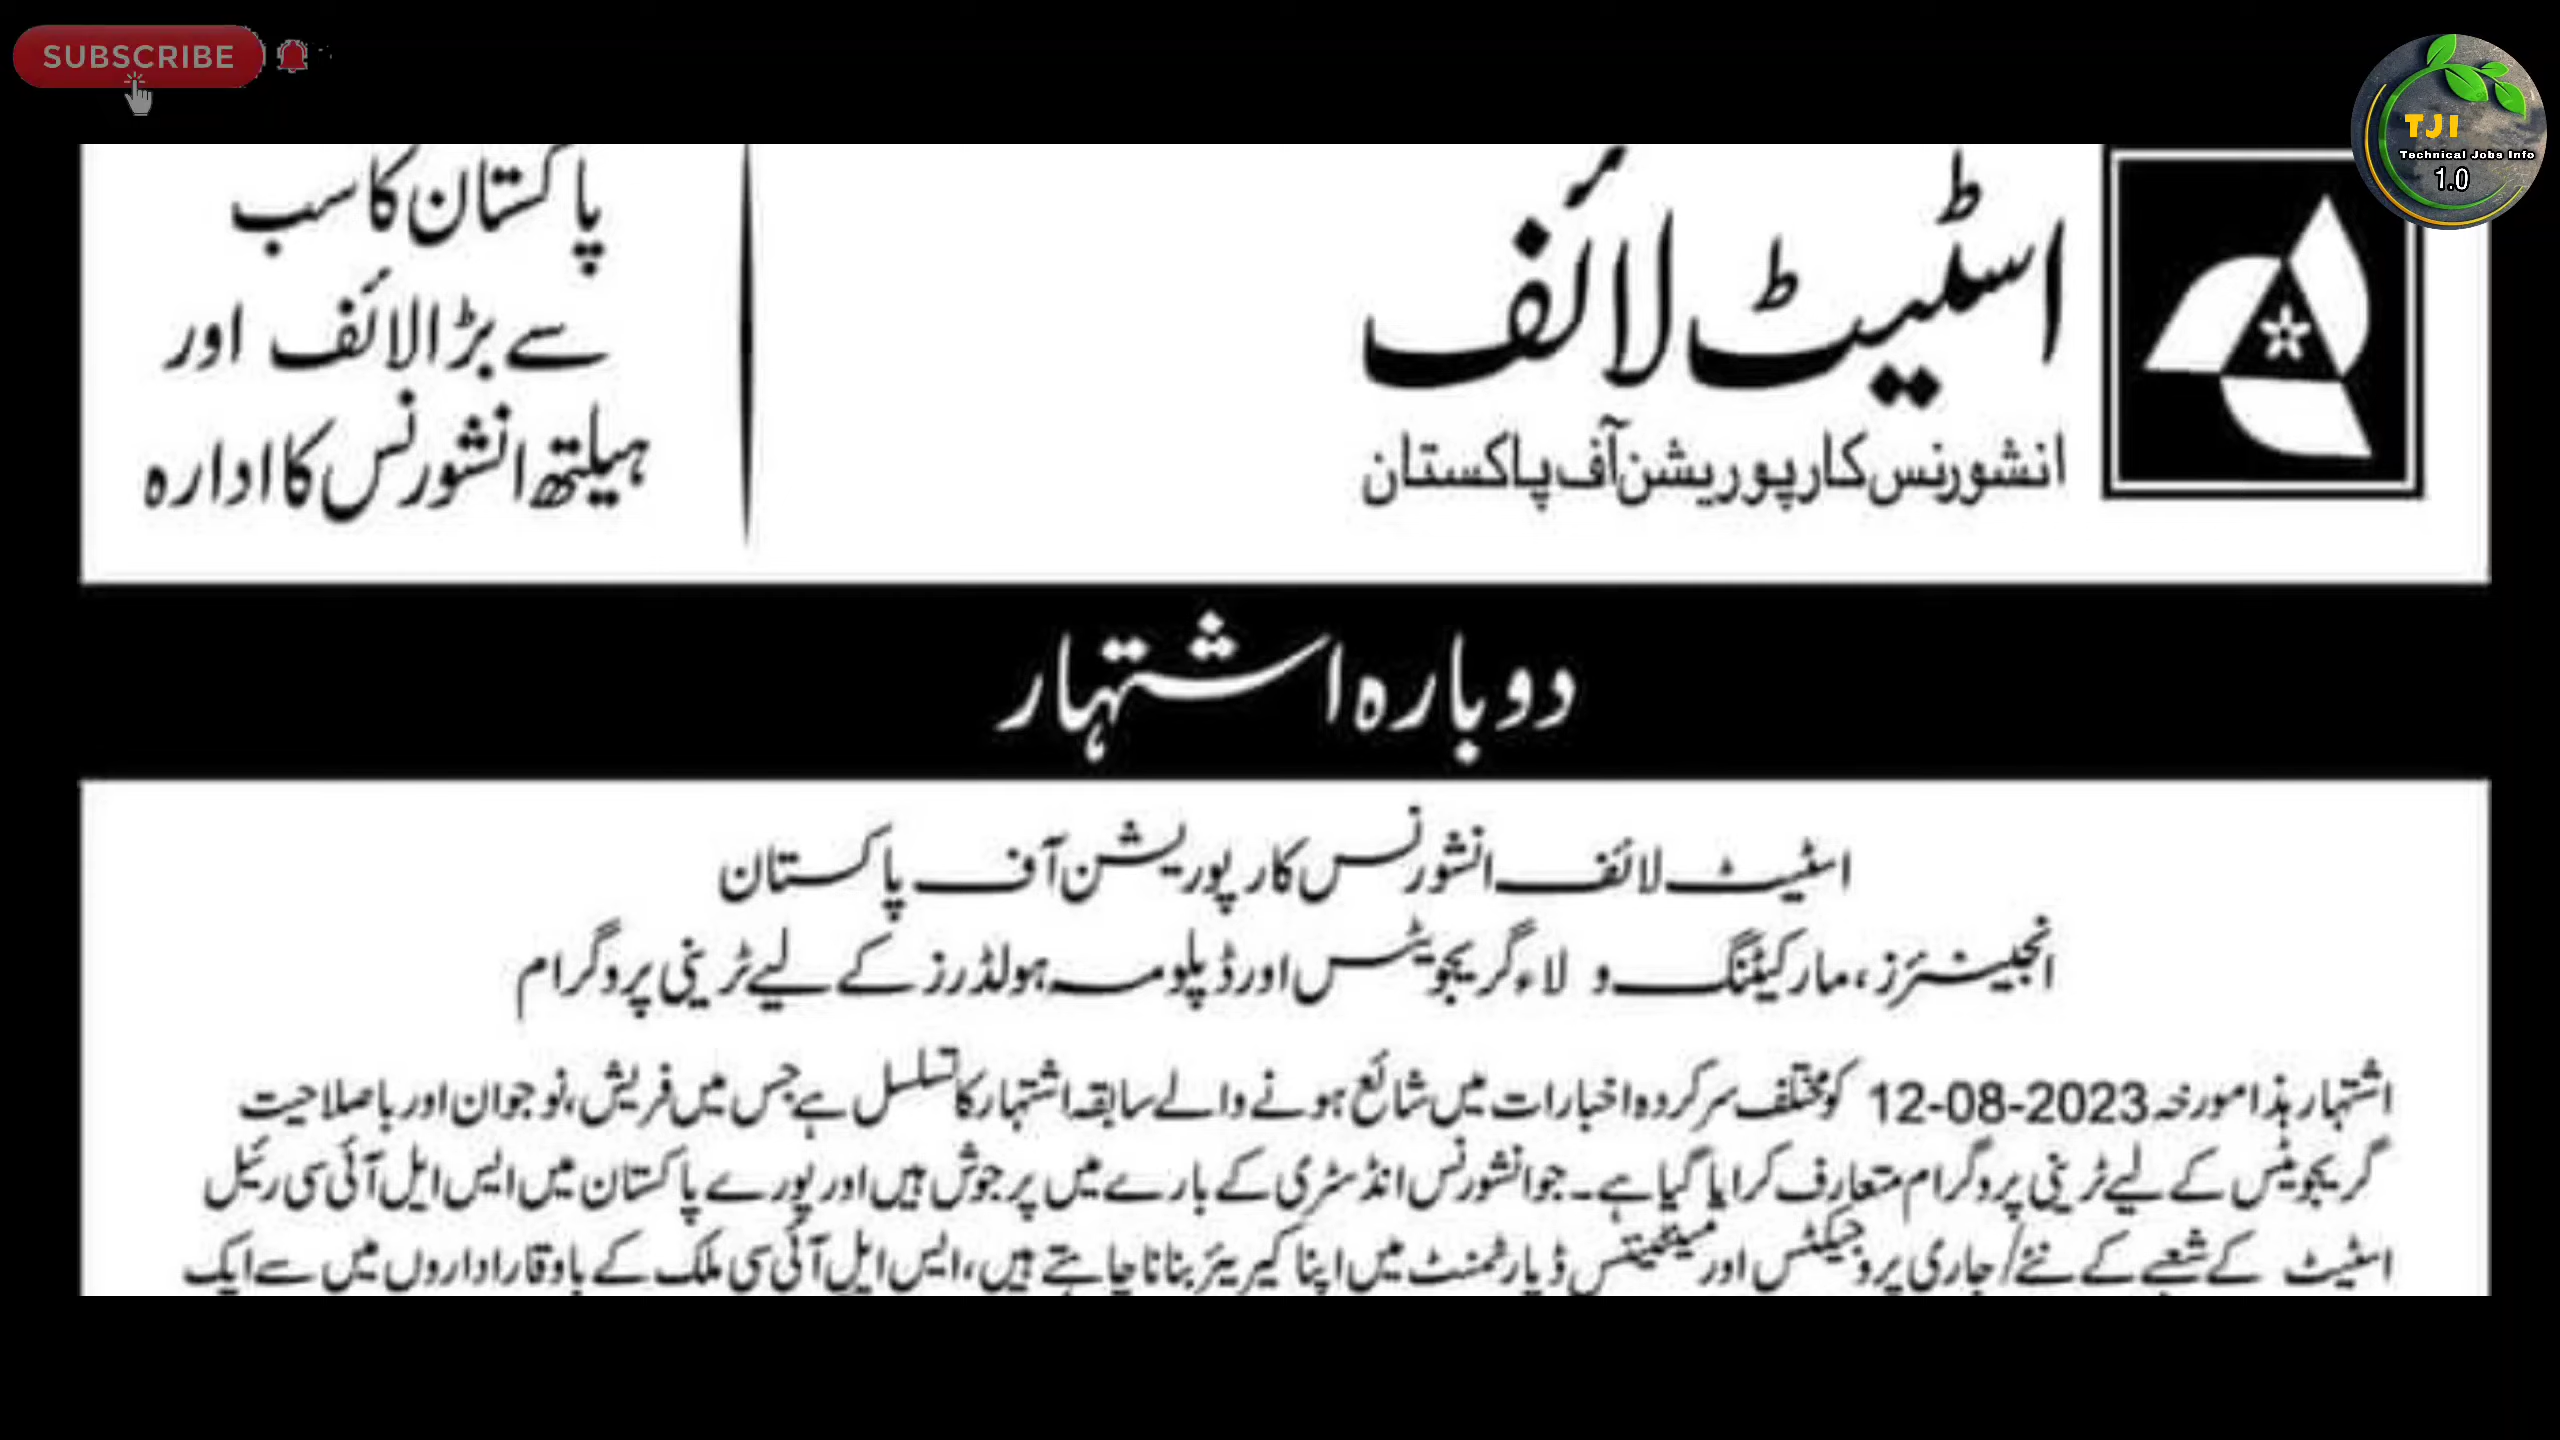 SUBSCRIBE
TJI
Technical Jobs Info
1.0
اسٹیٹ لائف
انشورنس کارپوریشن آف پاکستان
پاکستان کا سب
سے بڑا لائف اور
ہیلتھ انشورنس کا ادارہ
دوبارہ اشتہار
اسٹیٹ لائف انشورنس کارپوریشن آف پاکستان
انجینئرز، مارکیٹنگ و لاء گریجویٹس اور ڈپلومہ ہولڈرز کے لیے ٹرینی پروگرام
اشتہار ہذا مورخہ 2023-08-12 کو مختلف سرکردہ اخبارات میں شائع ہونے والے سابقہ اشتہار کا تسلسل ہے جس میں فریش، نوجوان اور باصلاحیت
گریجویٹس کے لیے ٹرینی پروگرام متعارف کرایا گیا ہے۔ جو انشورنس انڈسٹری کے بارے میں پرجوش ہیں اور پورے پاکستان میں ایس ایل آئی سی رئیل
اسٹیٹ کے شعبے کے نئے/جاری پروجیکٹس اور مینٹیننس ڈپارٹمنٹ میں اپنا کیریئر بنانا چاہتے ہیں، ایس ایل آئی سی ملک کے باوقار اداروں میں سے ایک